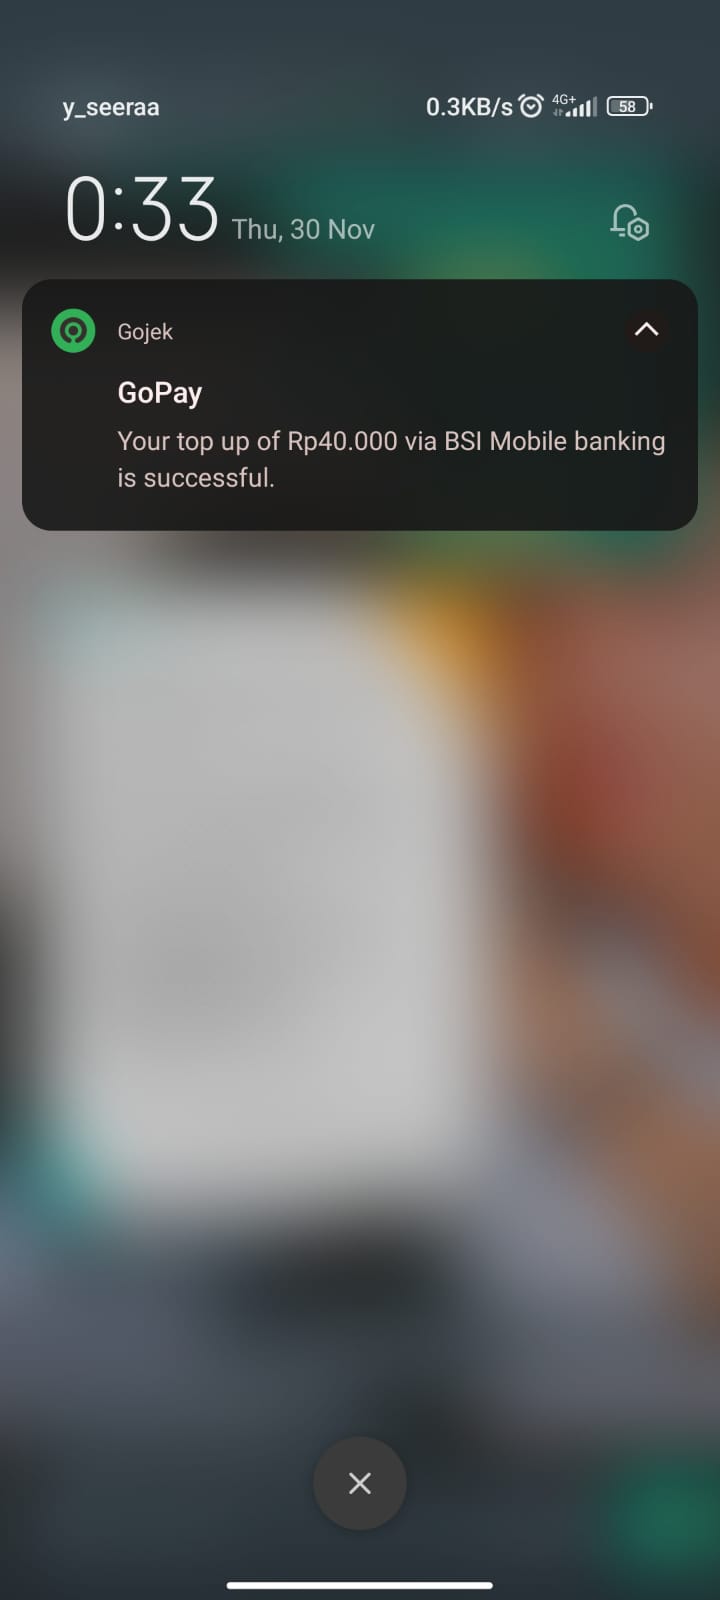 y_seeraa 0.3KB/s 4G+ 58
0:33 Thu, 30 Nov
Gojek
GoPay
Your top up of Rp40.000 via BSI Mobile banking
is successful.